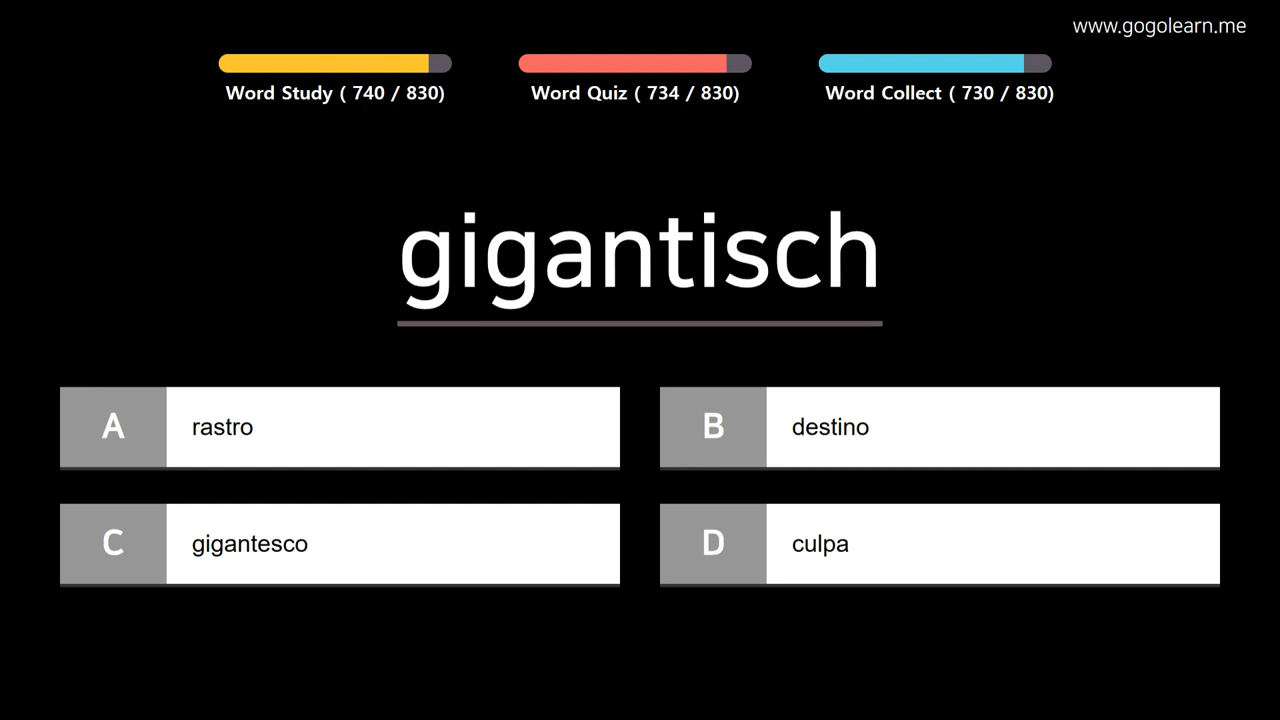 www.gogolearn.me
Word Study ( 740 / 830)
Word Quiz ( 734 / 830)
Word Collect ( 730 / 830)
gigantisch
A rastro
B destino
C gigantesco
D culpa